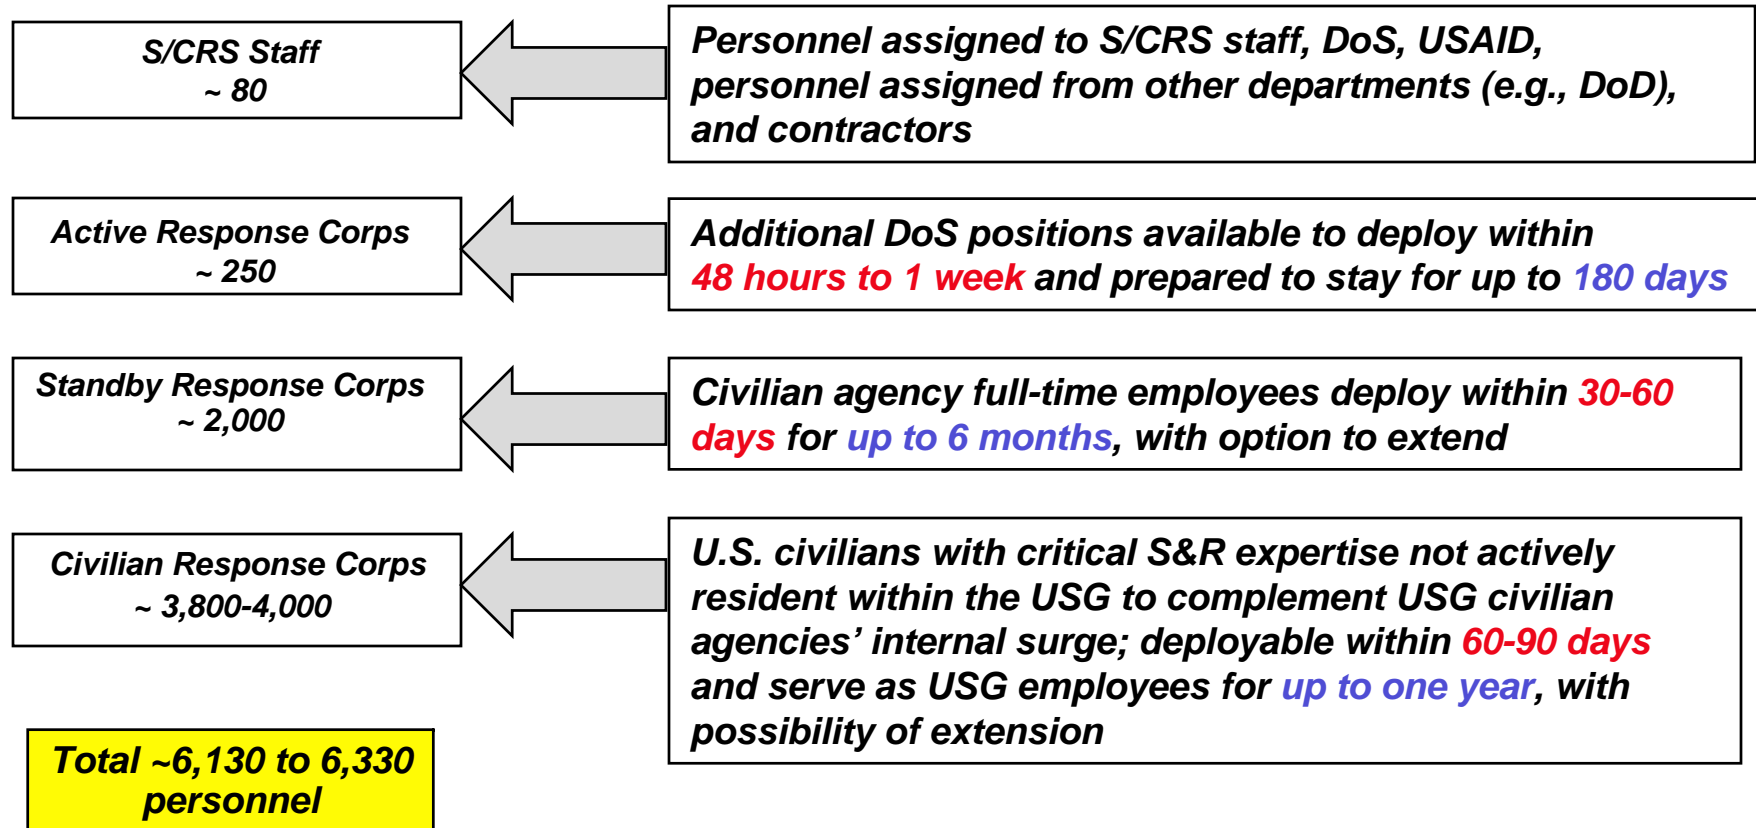 S/CRS Staff
~ 80
Personnel assigned to S/CRS staff, DoS, USAID,
personnel assigned from other departments (e.g., DoD),
and contractors
Active Response Corps
~ 250
Additional DoS positions available to deploy within
48 hours to 1 week and prepared to stay for up to 180 days
Standby Response Corps
~ 2,000
Civilian agency full-time employees deploy within 30-60
days for up to 6 months, with option to extend
Civilian Response Corps
~ 3,800-4,000
U.S. civilians with critical S&R expertise not actively
resident within the USG to complement USG civilian
agencies’ internal surge; deployable within 60-90 days
and serve as USG employees for up to one year, with
possibility of extension
Total ~6,130 to 6,330
personnel